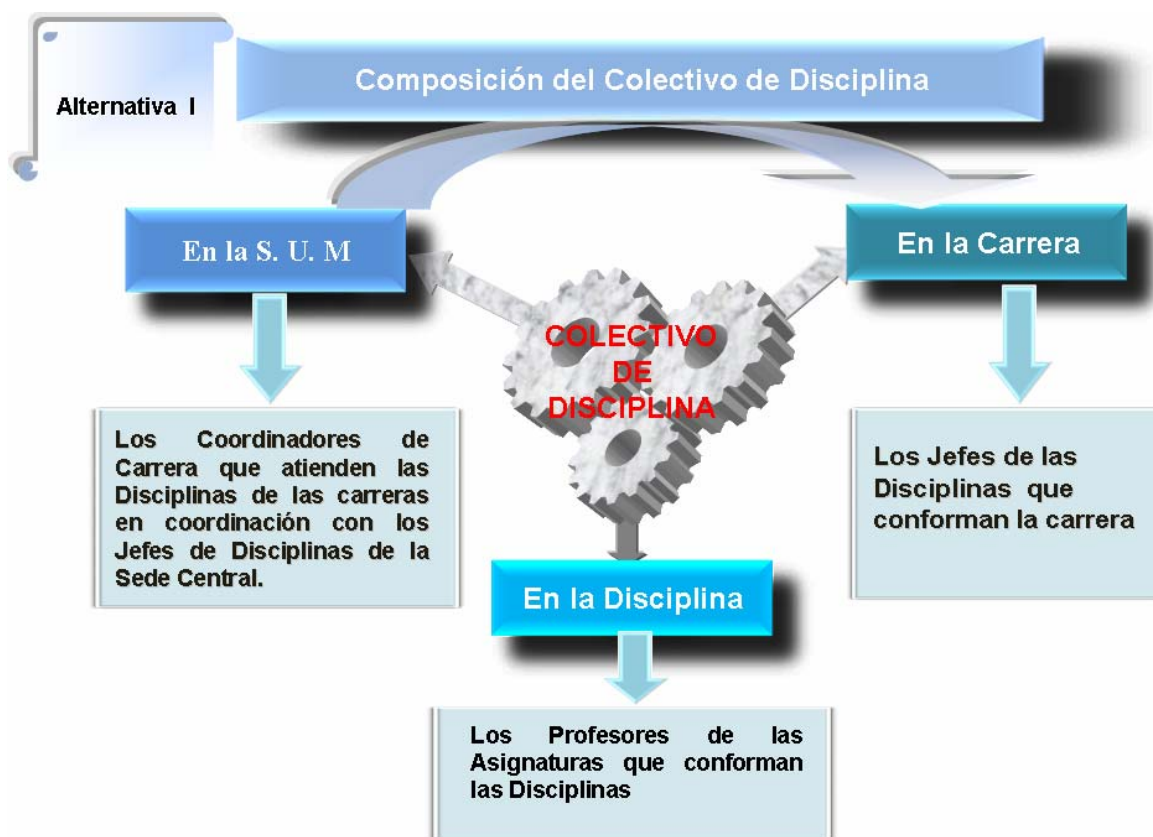 Composición del Colectivo de Disciplina
Alternativa I
En la S. U. M
En la Carrera
COLECTIVO
DE
DISCIPLINA
Los Coordinadores de
Carrera que atienden las
Disciplinas de las carreras
en coordinación con los
Jefes de Disciplinas de la
Sede Central.
Los Jefes de las
Disciplinas que
conforman la carrera
En la Disciplina
Los Profesores de las
Asignaturas que conforman
las Disciplinas